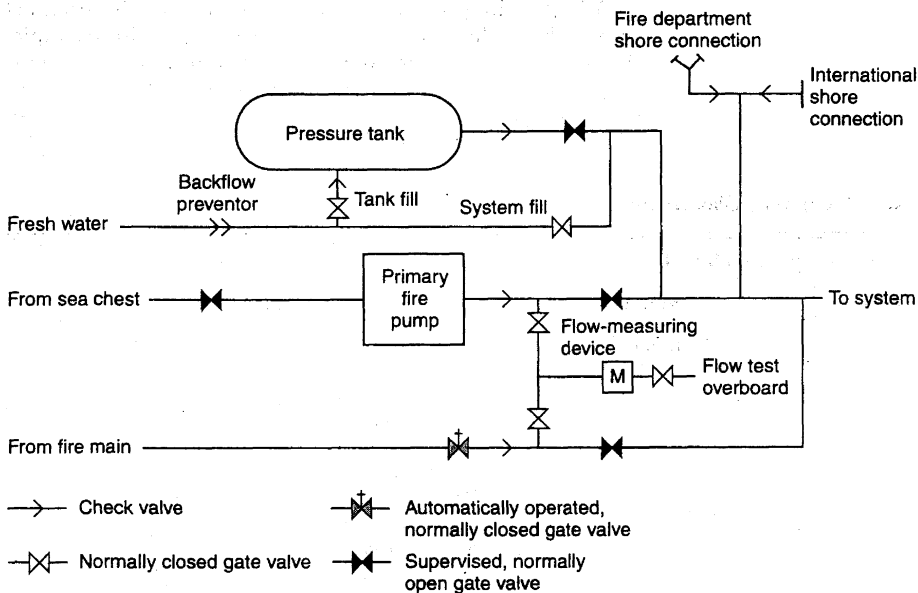 Fire department
shore connection
International
shore
connection
Pressure tank
Backflow
preventor
Tank fill
System fill
Fresh water
Primary
fire
pump
From sea chest
To system
Flow-measuring
device
M
Flow test
overboard
From fire main
Check valve
Automatically operated,
normally closed gate valve
Normally closed gate valve
Supervised, normally
open gate valve